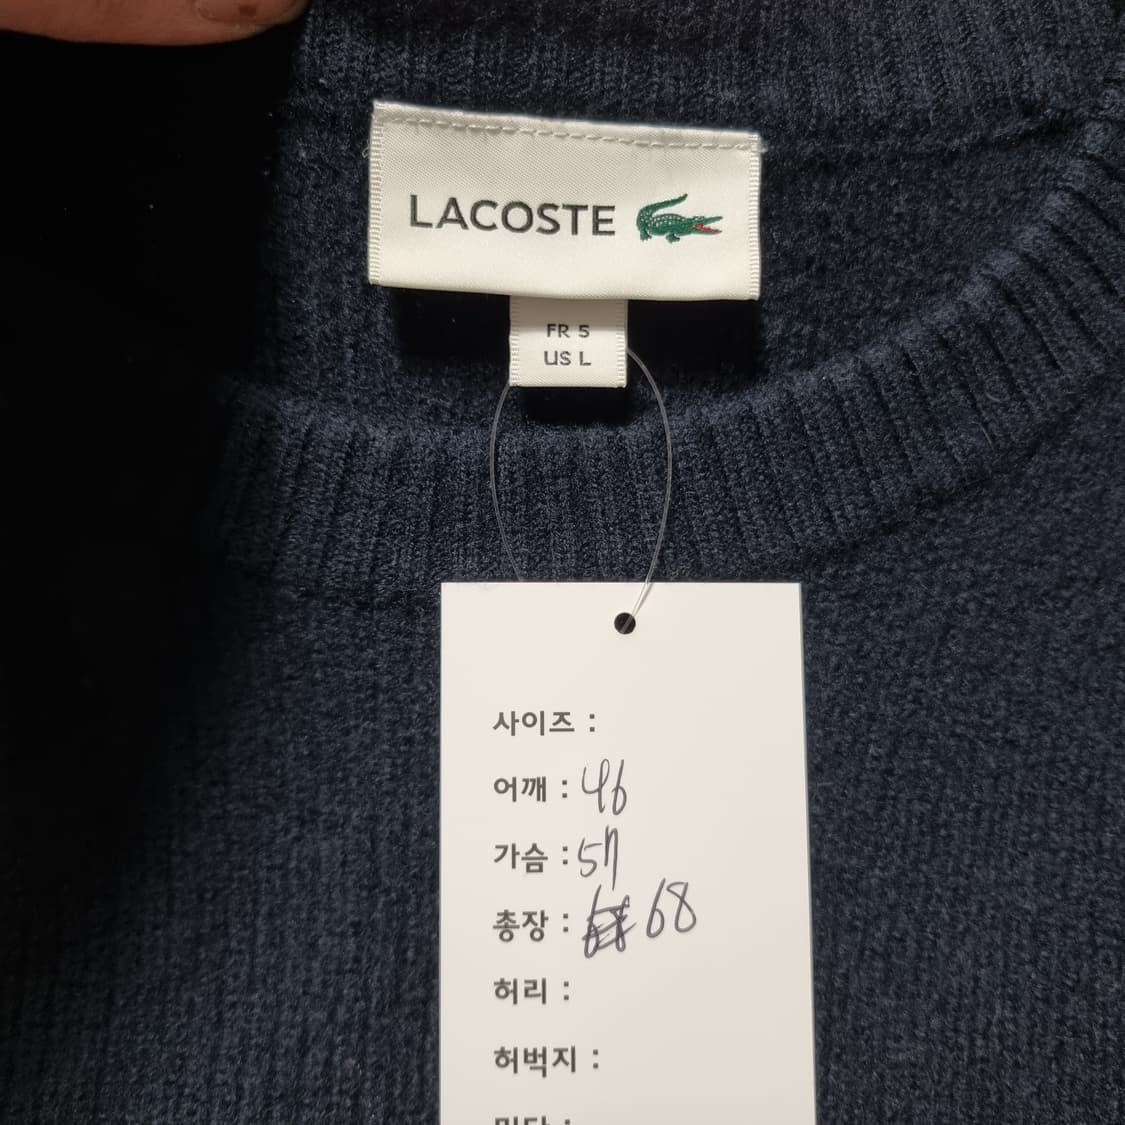 LACOSTE
FR 5
US L
사이즈 :
어깨 : 46
가슴 : 57
총장 : 68
허리 :
허벅지 :